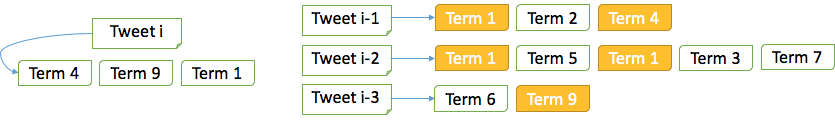 Tweet i
Term 4 Term 9 Term 1
Tweet i-1 Term 1 Term 2 Term 4
Tweet i-2 Term 1 Term 5 Term 1 Term 3 Term 7
Tweet i-3 Term 6 Term 9